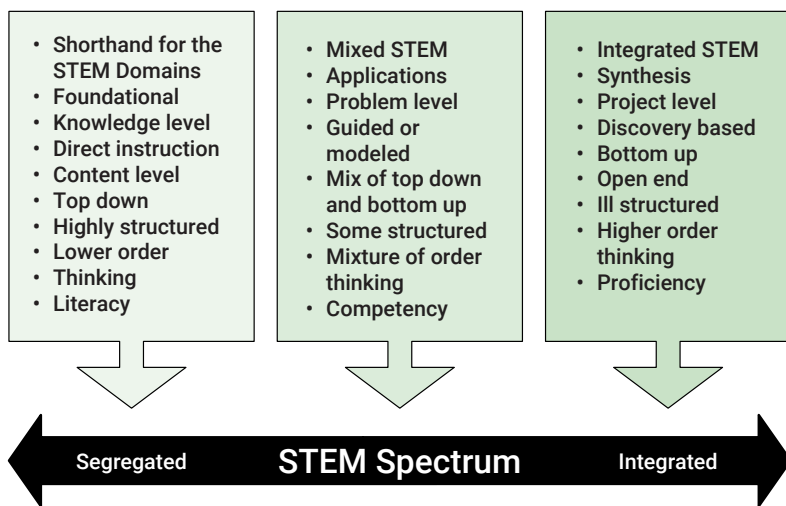 • Shorthand for the
STEM Domains
• Foundational
• Knowledge level
• Direct instruction
• Content level
• Top down
• Highly structured
• Lower order
• Thinking
• Literacy
• Mixed STEM
• Applications
• Problem level
• Guided or
modeled
• Mix of top down
and bottom up
• Some structured
• Mixture of order
thinking
• Competency
• Integrated STEM
• Synthesis
• Project level
• Discovery based
• Bottom up
• Open end
• Ill structured
• Higher order
thinking
• Proficiency
Segregated STEM Spectrum Integrated